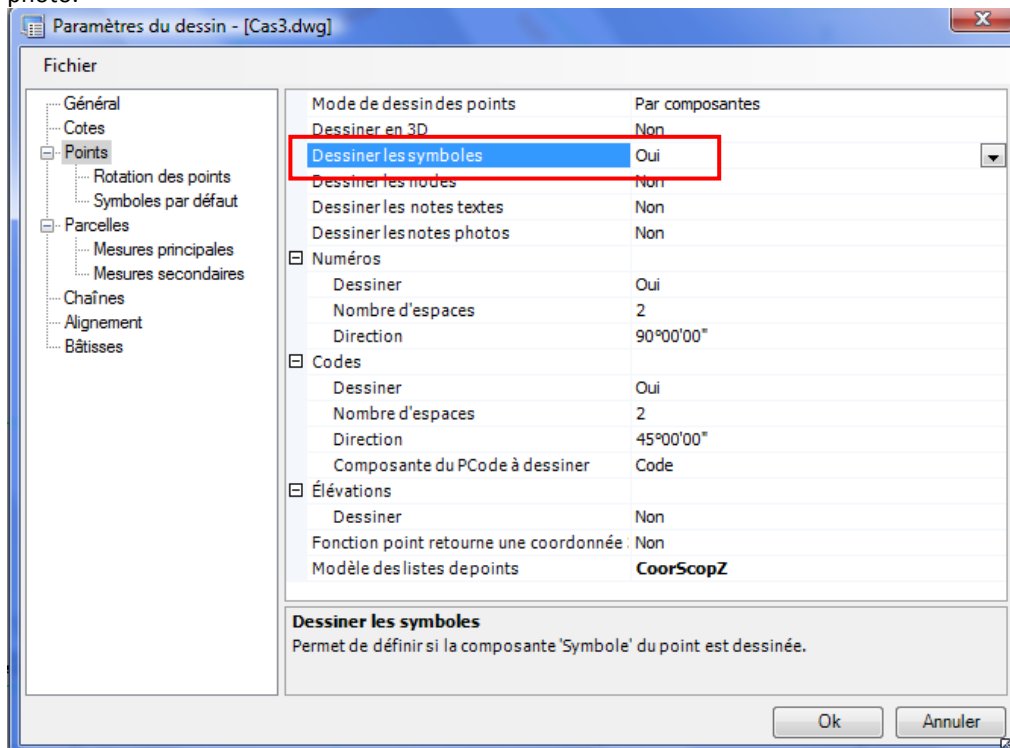 photo.
Paramètres du dessin - [Cas3.dwg]
Fichier
Général
Cotes
Points
Rotation des points
Symboles par défaut
Parcelles
Mesures principales
Mesures secondaires
Chaînes
Alignement
Bâtisses
Mode de dessin des points Par composantes
Dessiner en 3D Non
Dessiner les symboles Oui
Dessiner les nodes Non
Dessiner les notes textes Non
Dessiner les notes photos Non
Numéros
Dessiner Oui
Nombre d'espaces 2
Direction 90°00'00"
Codes
Dessiner Oui
Nombre d'espaces 2
Direction 45°00'00"
Composante du PCode à dessiner Code
Élévations
Dessiner Non
Fonction point retourne une coordonnée Non
Modèle des listes de points CoorScopZ
Dessiner les symboles
Permet de définir si la composante 'Symbole' du point est dessinée.
Ok Annuler